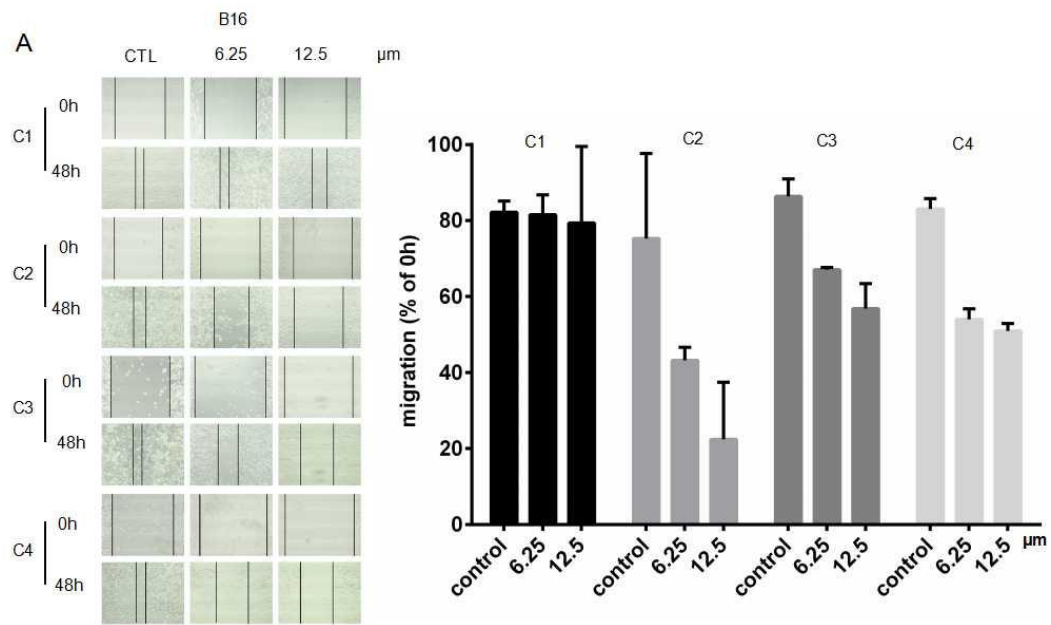 B16
A
CTL 6.25 12.5 μm
C1
0h
48h
C2
0h
48h
C3
0h
48h
C4
0h
48h
migration (% of 0h)
100
80
60
40
20
0
C1 C2 C3 C4
control 6.25 12.5 control 6.25 12.5 control 6.25 12.5 control 6.25 12.5 μm